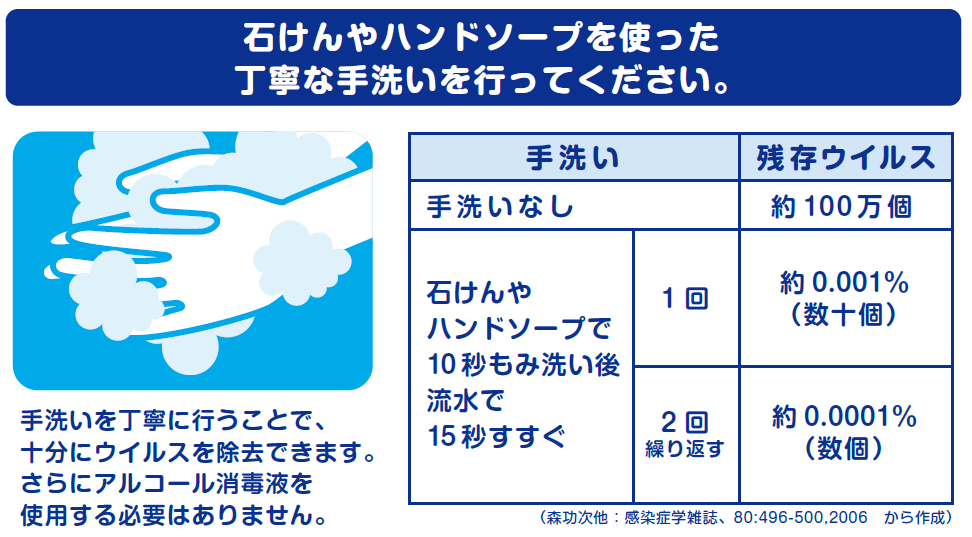 石けんやハンドソープを使った
丁寧な手洗いを行ってください。
手洗いを丁寧に行うことで、
十分にウイルスを除去できます。
さらにアルコール消毒液を
使用する必要はありません。
手洗い 残存ウイルス
手洗いなし 約100万個
石けんや
ハンドソープで
10秒もみ洗い後
流水で
15秒すすぐ
1回
約0.001%
（数十個）
2回
繰り返す
約0.0001%
（数個）
（森功次他：感染症学雑誌、80:496-500,2006 から作成）